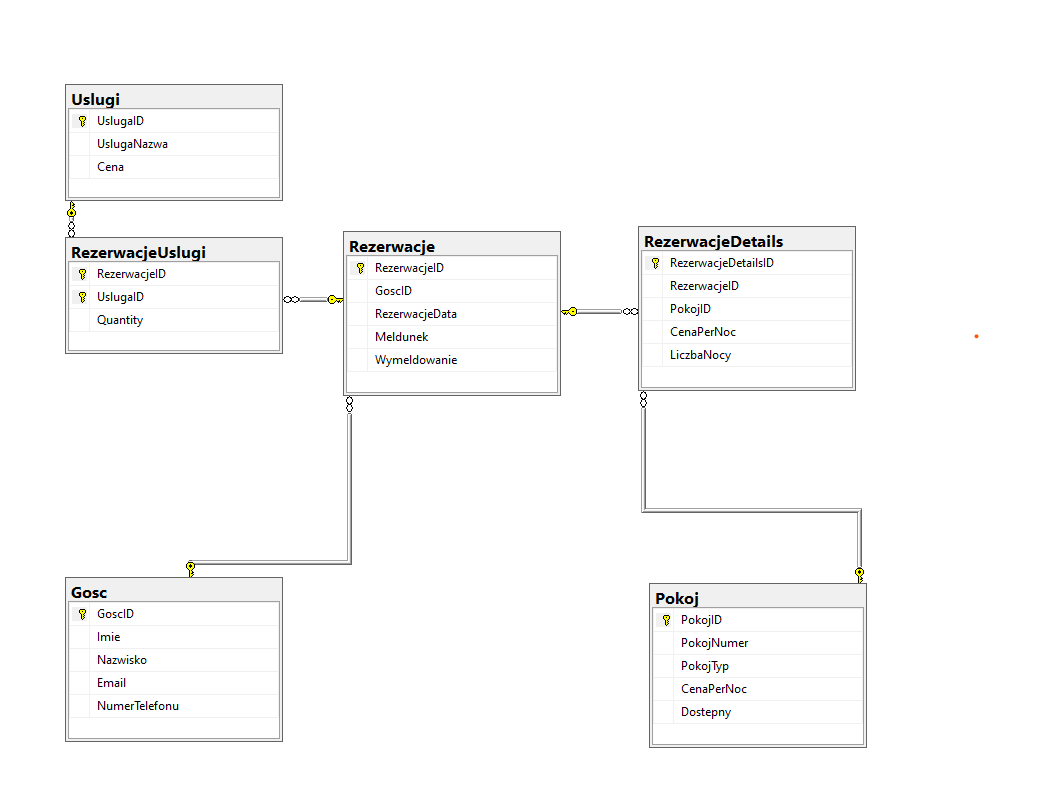 Uslugi
UslugaID
UslugaNazwa
Cena
RezerwacjeUslugi
RezerwacjeID
UslugaID
Quantity
Rezerwacje
RezerwacjeID
GoscID
RezerwacjeData
Meldunek
Wymeldowanie
RezerwacjeDetails
RezerwacjeDetailsID
RezerwacjeID
PokojID
CenaPerNoc
LiczbaNocy
Gosc
GoscID
Imie
Nazwisko
Email
NumerTelefonu
Pokoj
PokojID
PokojNumer
PokojTyp
CenaPerNoc
Dostepny